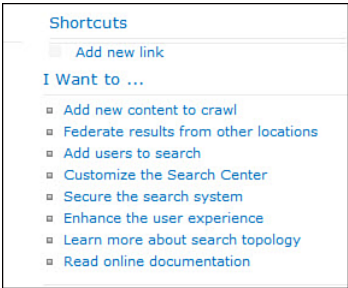 Shortcuts
Add new link
I Want to ...
Add new content to crawl
Federate results from other locations
Add users to search
Customize the Search Center
Secure the search system
Enhance the user experience
Learn more about search topology
Read online documentation